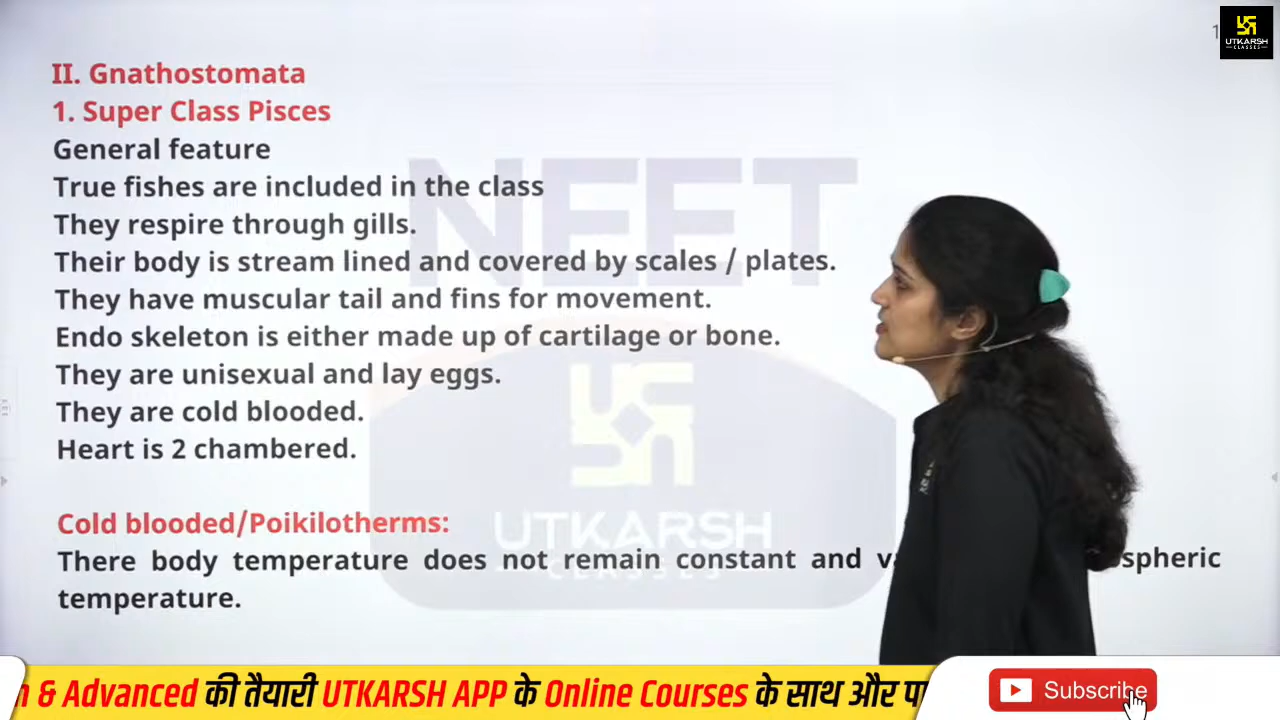 1
UTKARSH
CLASSES
II. Gnathostomata
1. Super Class Pisces
General feature
True fishes are included in the class
They respire through gills.
Their body is stream lined and covered by scales / plates.
They have muscular tail and fins for movement.
Endo skeleton is either made up of cartilage or bone.
They are unisexual and lay eggs.
They are cold blooded.
Heart is 2 chambered.
Cold blooded/Poikilotherms:
There body temperature does not remain constant and
temperature.
NEET
UTKARSH
CLASSES
& Advanced की तैयारी UTKARSH APP के Online Courses के साथ और
Subscribe